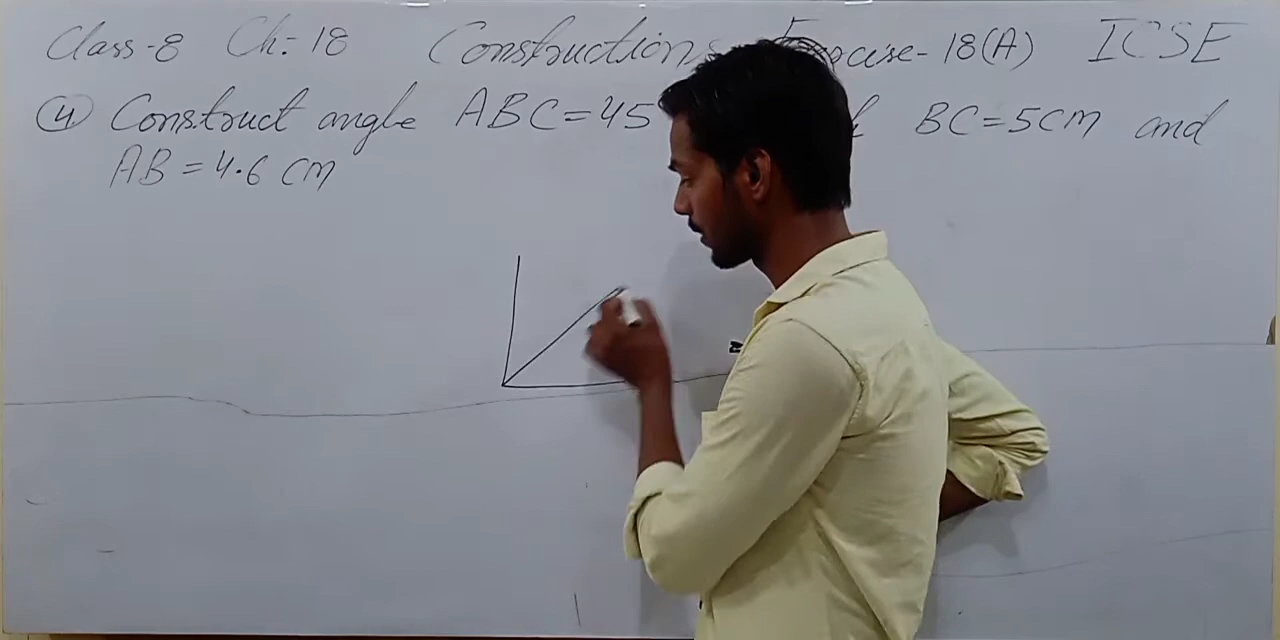 Class-8 Ch:-18 Constructions Exercise-18(A) ICSE
(4) Construct angle ABC=45 BC=5CM and
AB=4.6 CM